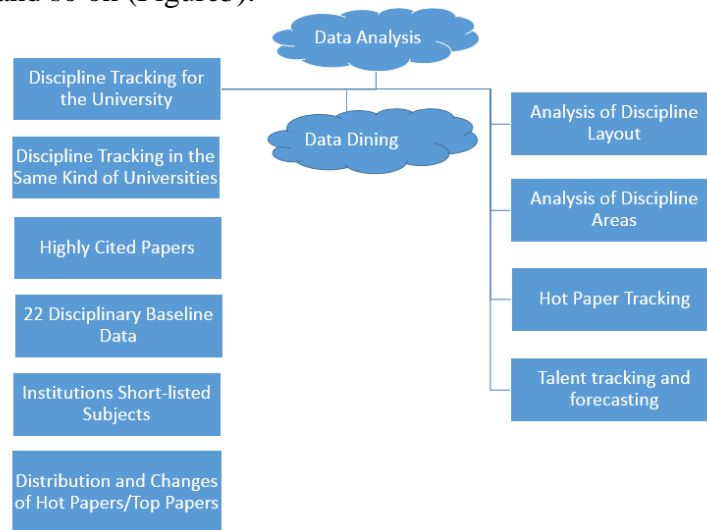 and so on (Figure3).
Data Analysis
Discipline Tracking for
the University
Data Dining
Discipline Tracking in the
Same Kind of Universities
Highly Cited Papers
22 Disciplinary Baseline
Data
Institutions Short-listed
Subjects
Distribution and Changes
of Hot Papers/Top Papers
Analysis of Discipline
Layout
Analysis of Discipline
Areas
Hot Paper Tracking
Talent tracking and
forecasting